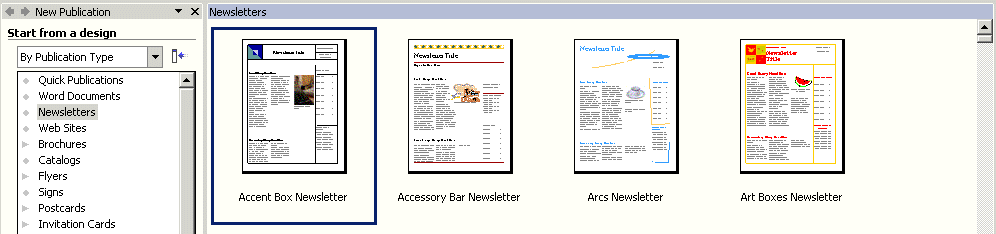 New Publication
Start from a design
By Publication Type
Quick Publications
Word Documents
Newsletters
Web Sites
Brochures
Catalogs
Flyers
Signs
Postcards
Invitation Cards
Newsletters
Newsletter Title
Newsletter Title
Newsletter Title
Newsletter
Title
Accent Box Newsletter
Accessory Bar Newsletter
Arcs Newsletter
Art Boxes Newsletter